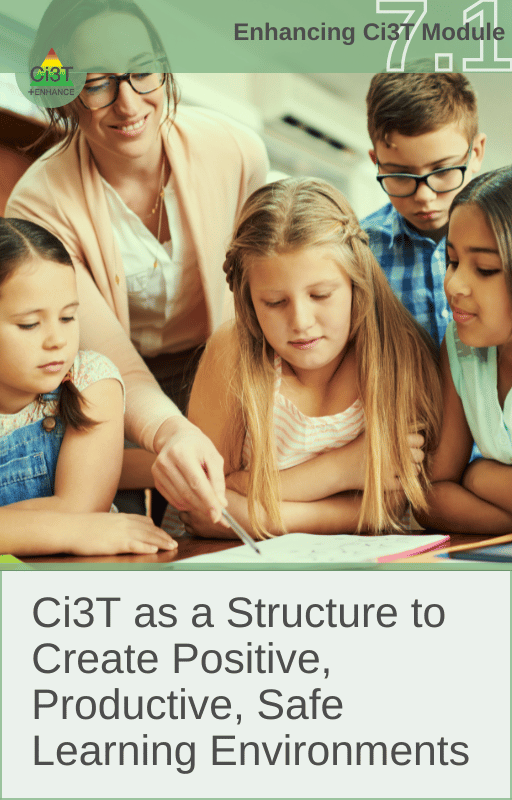 Enhancing Ci3T Module
7.1
Ci3T
+ENHANCE
Ci3T as a Structure to
Create Positive,
Productive, Safe
Learning Environments